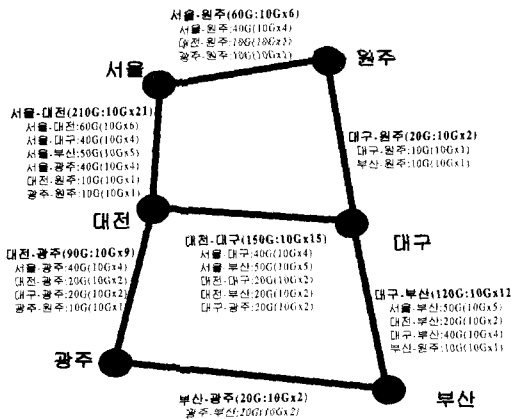 서울-원주(60G:10Gx6)
서울-원주:40G(10Gx4)
대전-원주:10G(10Gx1)
광주-원주:10G(10Gx1)
서울
원주
서울-대전(210G:10Gx21)
서울-대전:60G(10Gx6)
서울-대구:40G(10Gx4)
서울-부산:50G(10Gx5)
서울-광주:40G(10Gx4)
대전-원주:10G(10Gx1)
광주-원주:10G(10Gx1)
대구-원주(20G:10Gx2)
대구-원주:10G(10Gx1)
부산-원주:10G(10Gx1)
대전
대구
대전-광주(90G:10Gx9)
서울-광주:40G(10Gx4)
대전-광주:20G(10Gx2)
대구-광주:20G(10Gx2)
광주-원주:10G(10Gx1)
대전-대구(150G:10Gx15)
서울-대구:40G(10Gx4)
서울-부산:50G(10Gx5)
대전-대구:20G(10Gx2)
대전-부산:20G(10Gx2)
대구-광주:20G(10Gx2)
대구-부산(120G:10Gx12
서울-부산:50G(10Gx5)
대전-부산:20G(10Gx2)
대구-부산:40G(10Gx4)
부산-원주:10G(10Gx1)
광주
부산
부산-광주(20G:10Gx2)
광주-부산:20G(10Gx2)